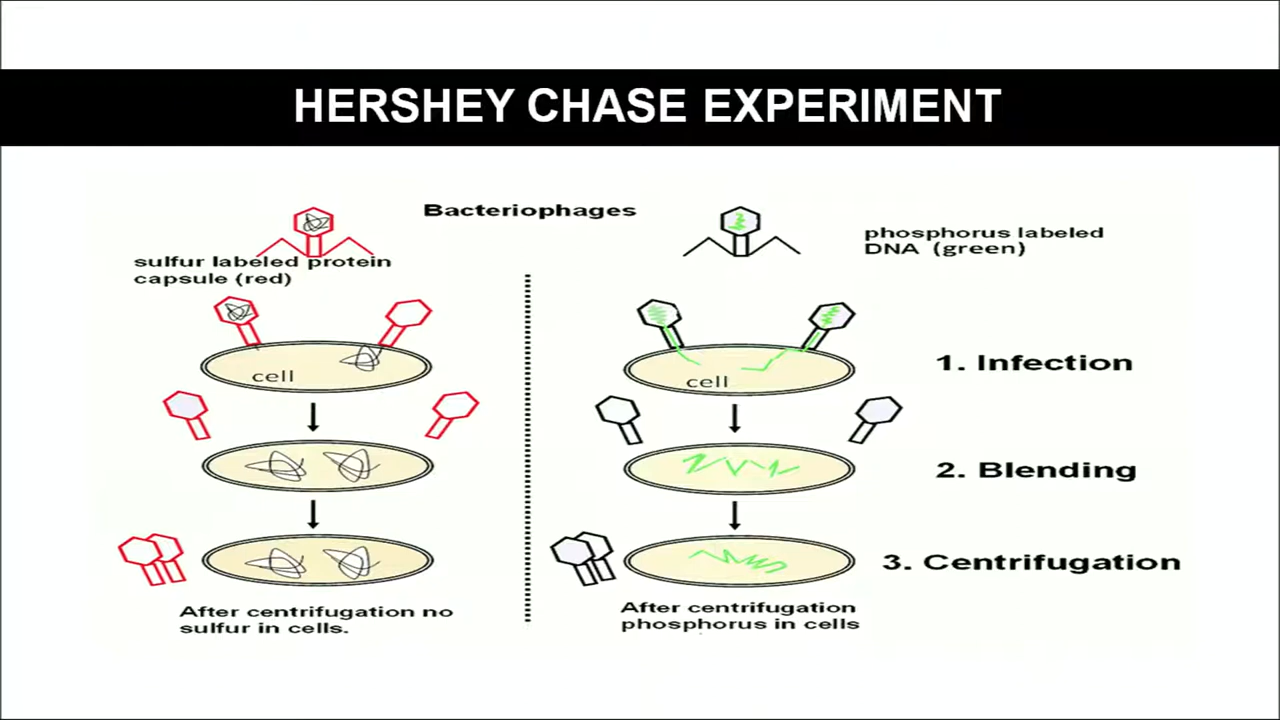 HERSHEY CHASE EXPERIMENT
Bacteriophages
sulfur labeled protein
capsule (red)
phosphorus labeled
DNA (green)
cell
cell
1. Infection
2. Blending
3. Centrifugation
After centrifugation no
sulfur in cells.
After centrifugation
phosphorus in cells